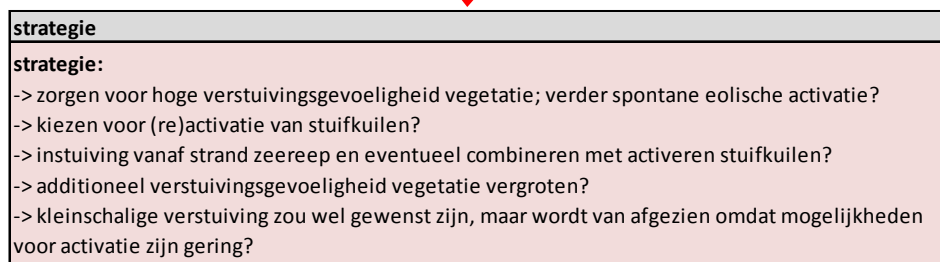 strategie
strategie:
-> zorgen voor hoge verstuivingsgevoeligheid vegetatie; verder spontane eolische activatie?
-> kiezen voor (re)activatie van stuifkuilen?
-> instuiving vanaf strand zeereep en eventueel combineren met activeren stuifkuilen?
-> additioneel verstuivingsgevoeligheid vegetatie vergroten?
-> kleinschalige verstuiving zou wel gewenst zijn, maar wordt van afgezien omdat mogelijkheden
voor activatie zijn gering?